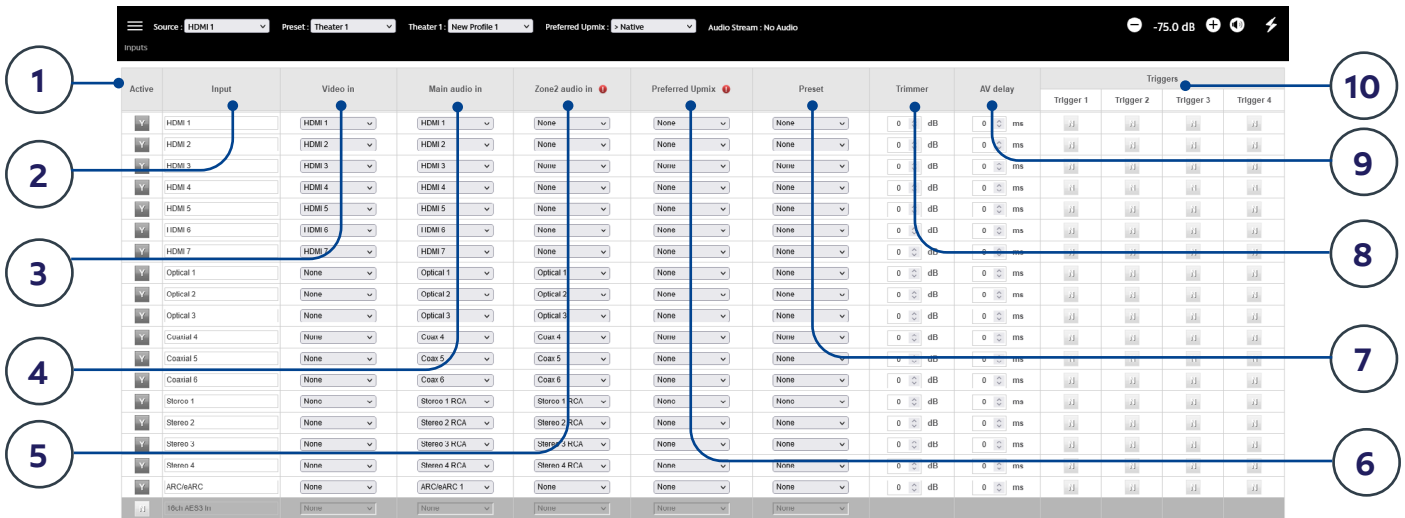 Source : HDMI 1 Preset : Theater 1 Theater 1 : New Profile 1 Preferred Upmix : > Native Audio Stream : No Audio -75.0 dB
Inputs
1 Active Input Video in Main audio in Zone2 audio in Preferred Upmix Preset Trimmer AV delay Triggers 10
Trigger 1 Trigger 2 Trigger 3 Trigger 4
Y HDMI 1 HDMI 1 HDMI 1 None None None 0 dB 0 ms
Y HDMI 2 HDMI 2 HDMI 2 None None None 0 dB 0 ms
2 Y HDMI 3 HDMI 3 HDMI 3 None None None 0 dB 0 ms 9
Y HDMI 4 HDMI 4 HDMI 4 None None None 0 dB 0 ms
Y HDMI 5 HDMI 5 HDMI 5 None None None 0 dB 0 ms
Y HDMI 6 HDMI 6 HDMI 6 None None None 0 dB 0 ms
3 Y HDMI 7 HDMI 7 HDMI 7 None None None 0 dB 0 ms 8
Y Optical 1 None Optical 1 Optical 1 None None 0 dB 0 ms
Y Optical 2 None Optical 2 Optical 2 None None 0 dB 0 ms
Y Optical 3 None Optical 3 Optical 3 None None 0 dB 0 ms
Y Coaxial 4 None Coax 4 Coax 4 None None 0 dB 0 ms
4 Y Coaxial 5 None Coax 5 Coax 5 None None 0 dB 0 ms 7
Y Coaxial 6 None Coax 6 Coax 6 None None 0 dB 0 ms
Y Stereo 1 None Stereo 1 RCA Stereo 1 RCA None None 0 dB 0 ms
Y Stereo 2 None Stereo 2 RCA Stereo 2 RCA None None 0 dB 0 ms
5 Y Stereo 3 None Stereo 3 RCA Stereo 3 RCA None None 0 dB 0 ms 6
Y Stereo 4 None Stereo 4 RCA Stereo 4 RCA None None 0 dB 0 ms
Y ARC/eARC None ARC/eARC 1 None None None 0 dB 0 ms
16ch AES3 In None None None None None